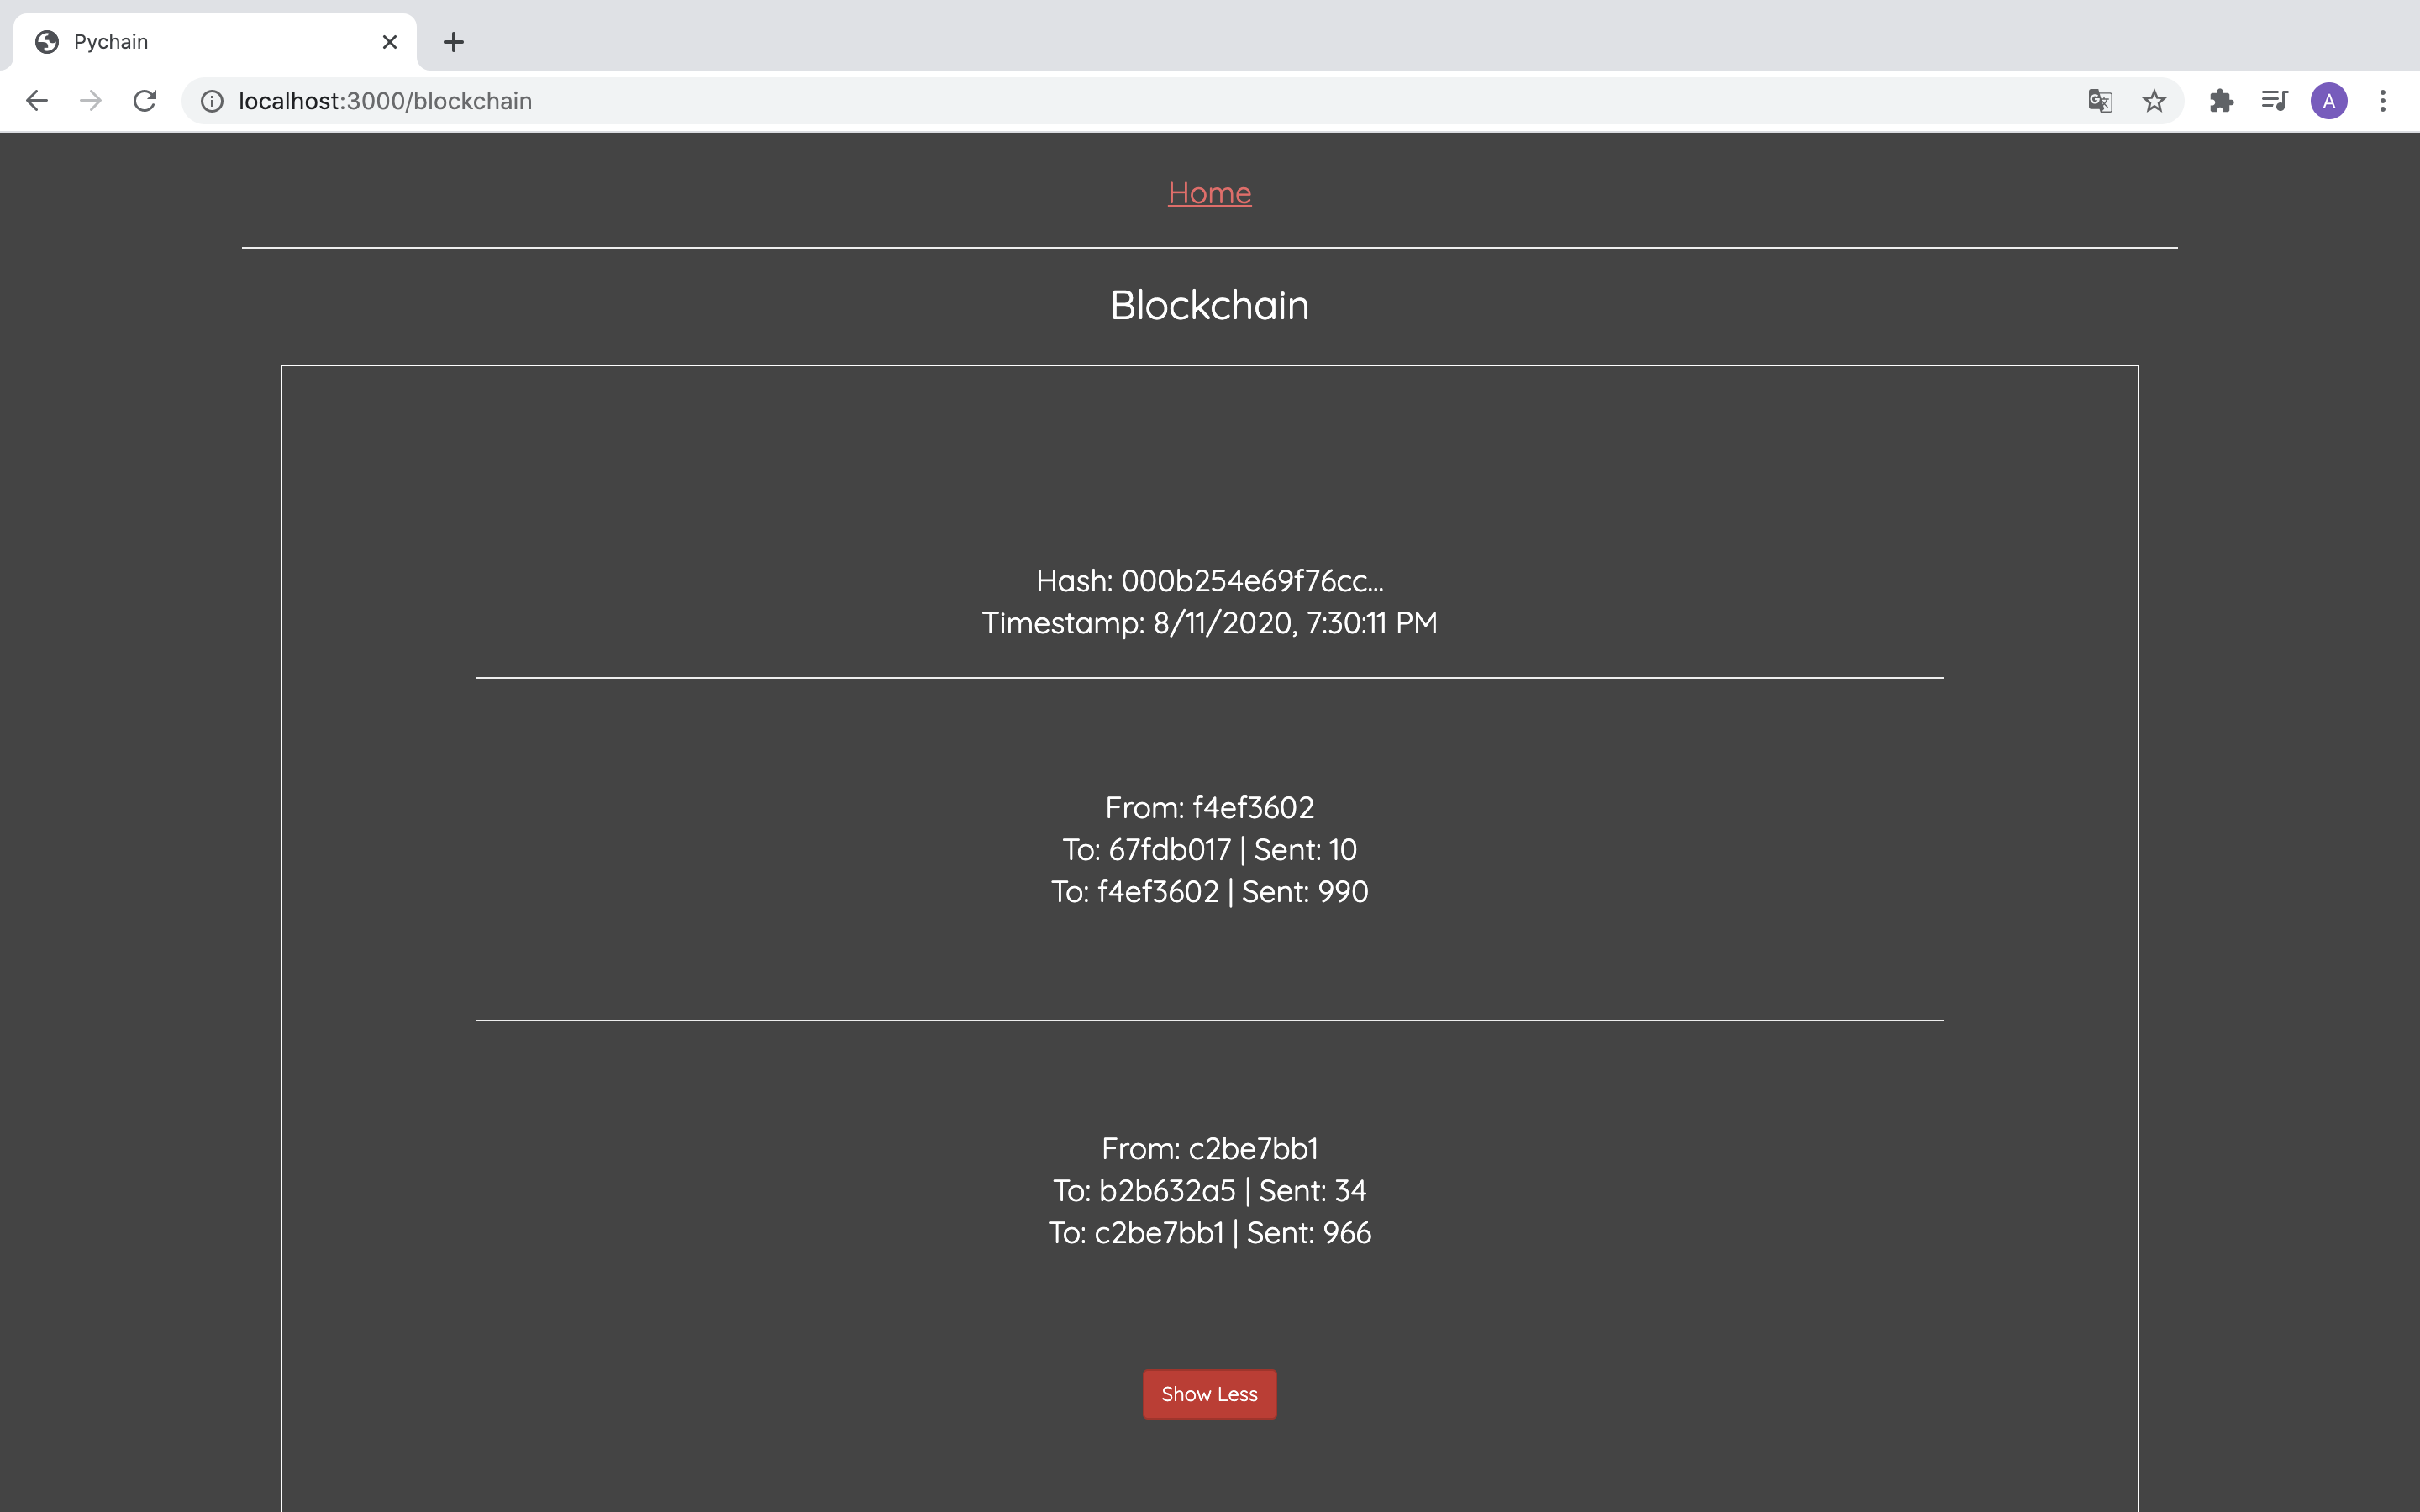 Pychain
localhost:3000/blockchain
A
Home
Blockchain
Hash: 000b254e69f76cc...
Timestamp: 8/11/2020, 7:30:11 PM
From: f4ef3602
To: 67fdb017 | Sent: 10
To: f4ef3602 | Sent: 990
From: c2be7bb1
To: b2b632a5 | Sent: 34
To: c2be7bb1 | Sent: 966
Show Less